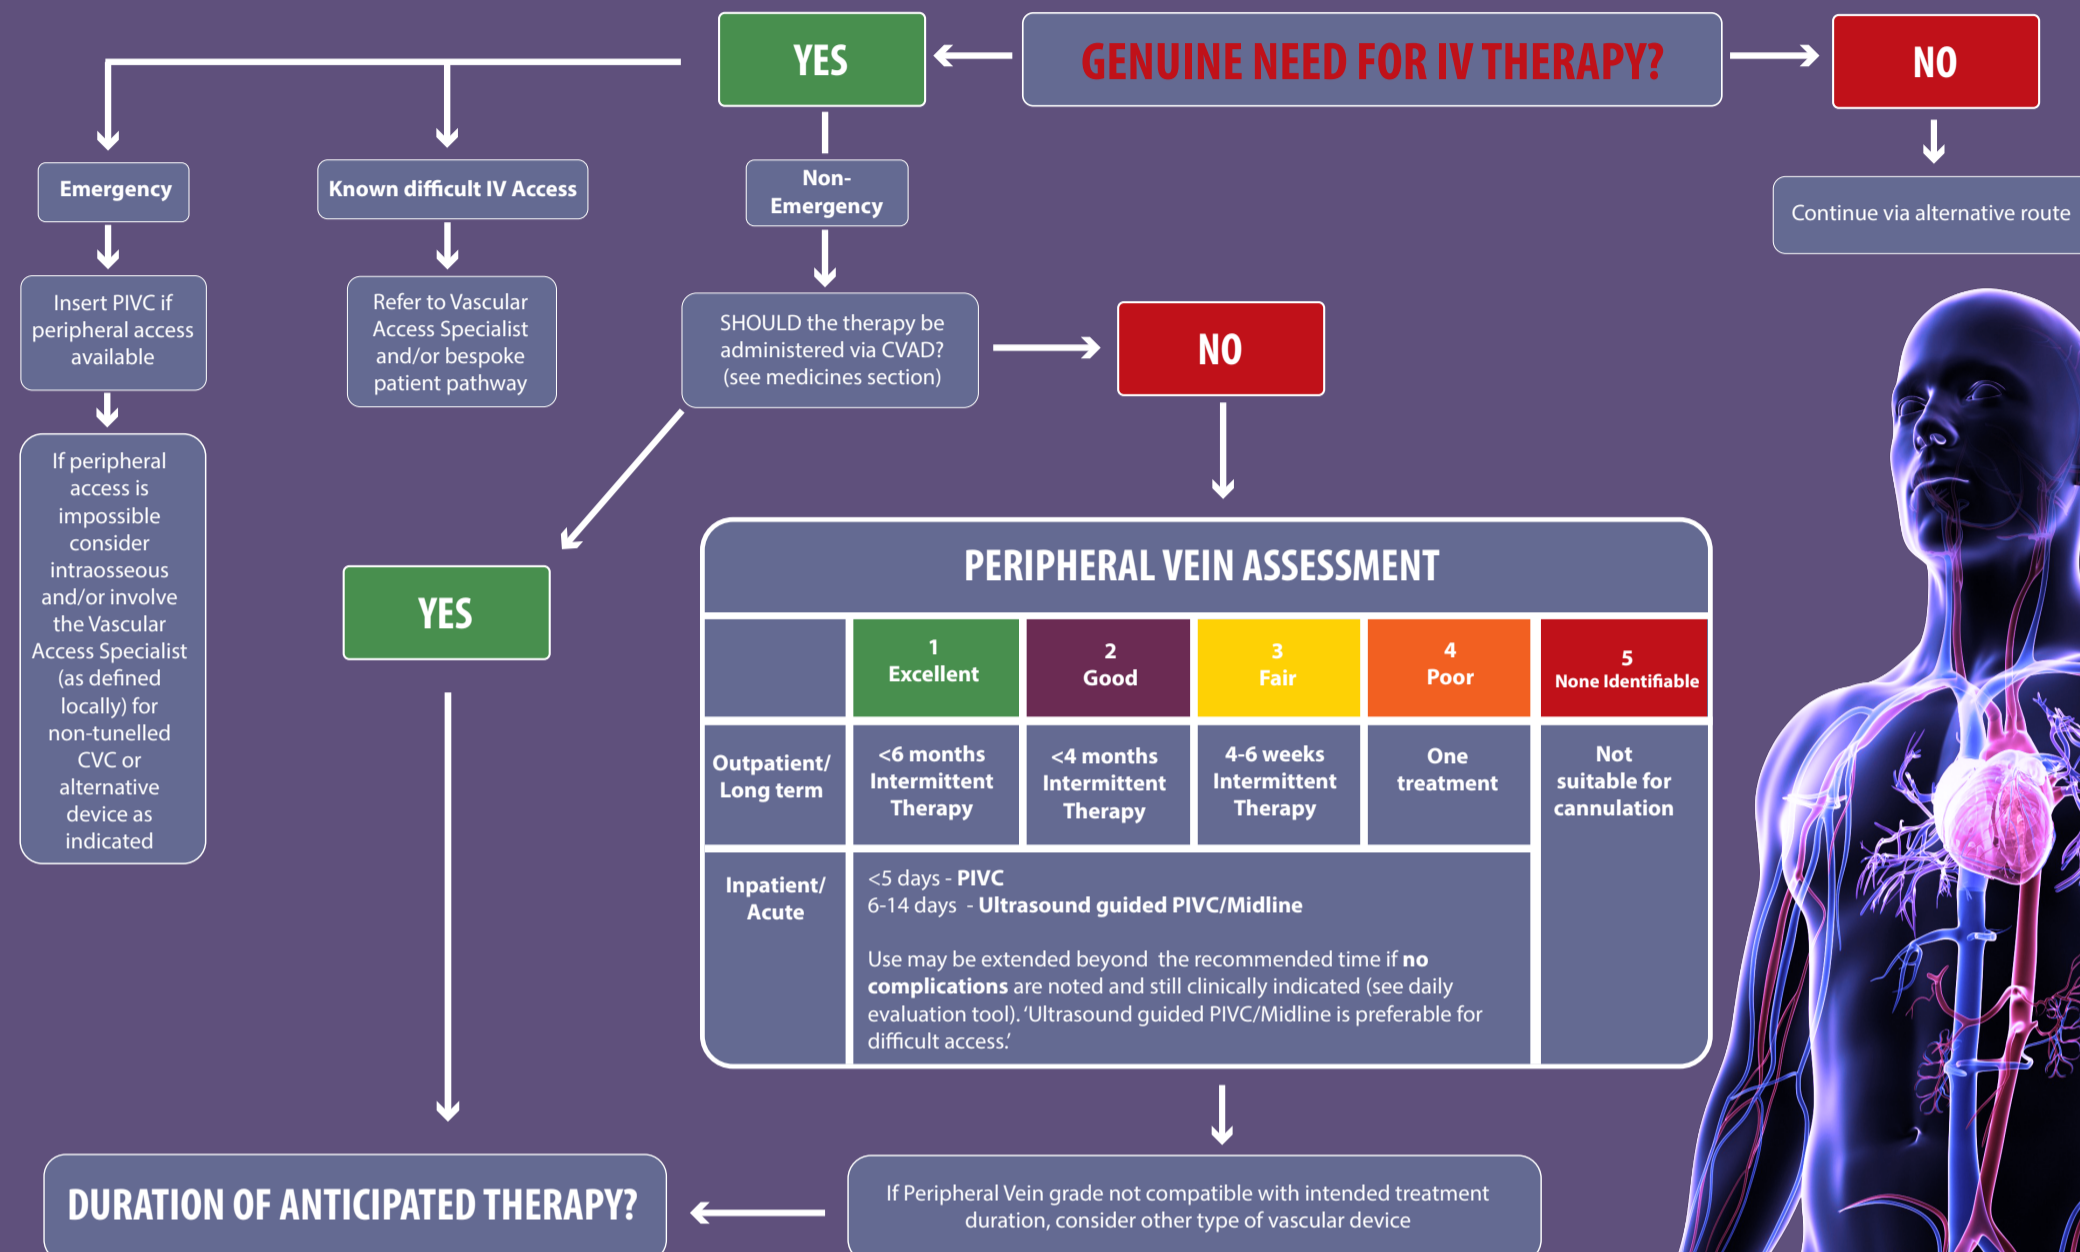 GENUINE NEED FOR IV THERAPY?
YES
NO
Emergency
Known difficult IV Access
Non-
Emergency
Continue via alternative route
Insert PIVC if
peripheral access
available
Refer to Vascular
Access Specialist
and/or bespoke
patient pathway
SHOULD the therapy be
administered via CVAD?
(see medicines section)
NO
If peripheral
access is
impossible
consider
intraosseous
and/or involve
the Vascular
Access Specialist
(as defined
locally) for
non-tunelled
CVC or
alternative
device as
indicated
YES
PERIPHERAL VEIN ASSESSMENT
1
Excellent
2
Good
3
Fair
4
Poor
5
None Identifiable
Outpatient/
Long term
<6 months
Intermittent
Therapy
<4 months
Intermittent
Therapy
4-6 weeks
Intermittent
Therapy
One
treatment
Not
suitable for
cannulation
Inpatient/
Acute
<5 days - PIVC
6-14 days  - Ultrasound guided PIVC/Midline
Use may be extended beyond  the recommended time if no
complications are noted and still clinically indicated (see daily
evaluation tool). ‘Ultrasound guided PIVC/Midline is preferable for
difficult access.’
If Peripheral Vein grade not compatible with intended treatment
duration, consider other type of vascular device
DURATION OF ANTICIPATED THERAPY?